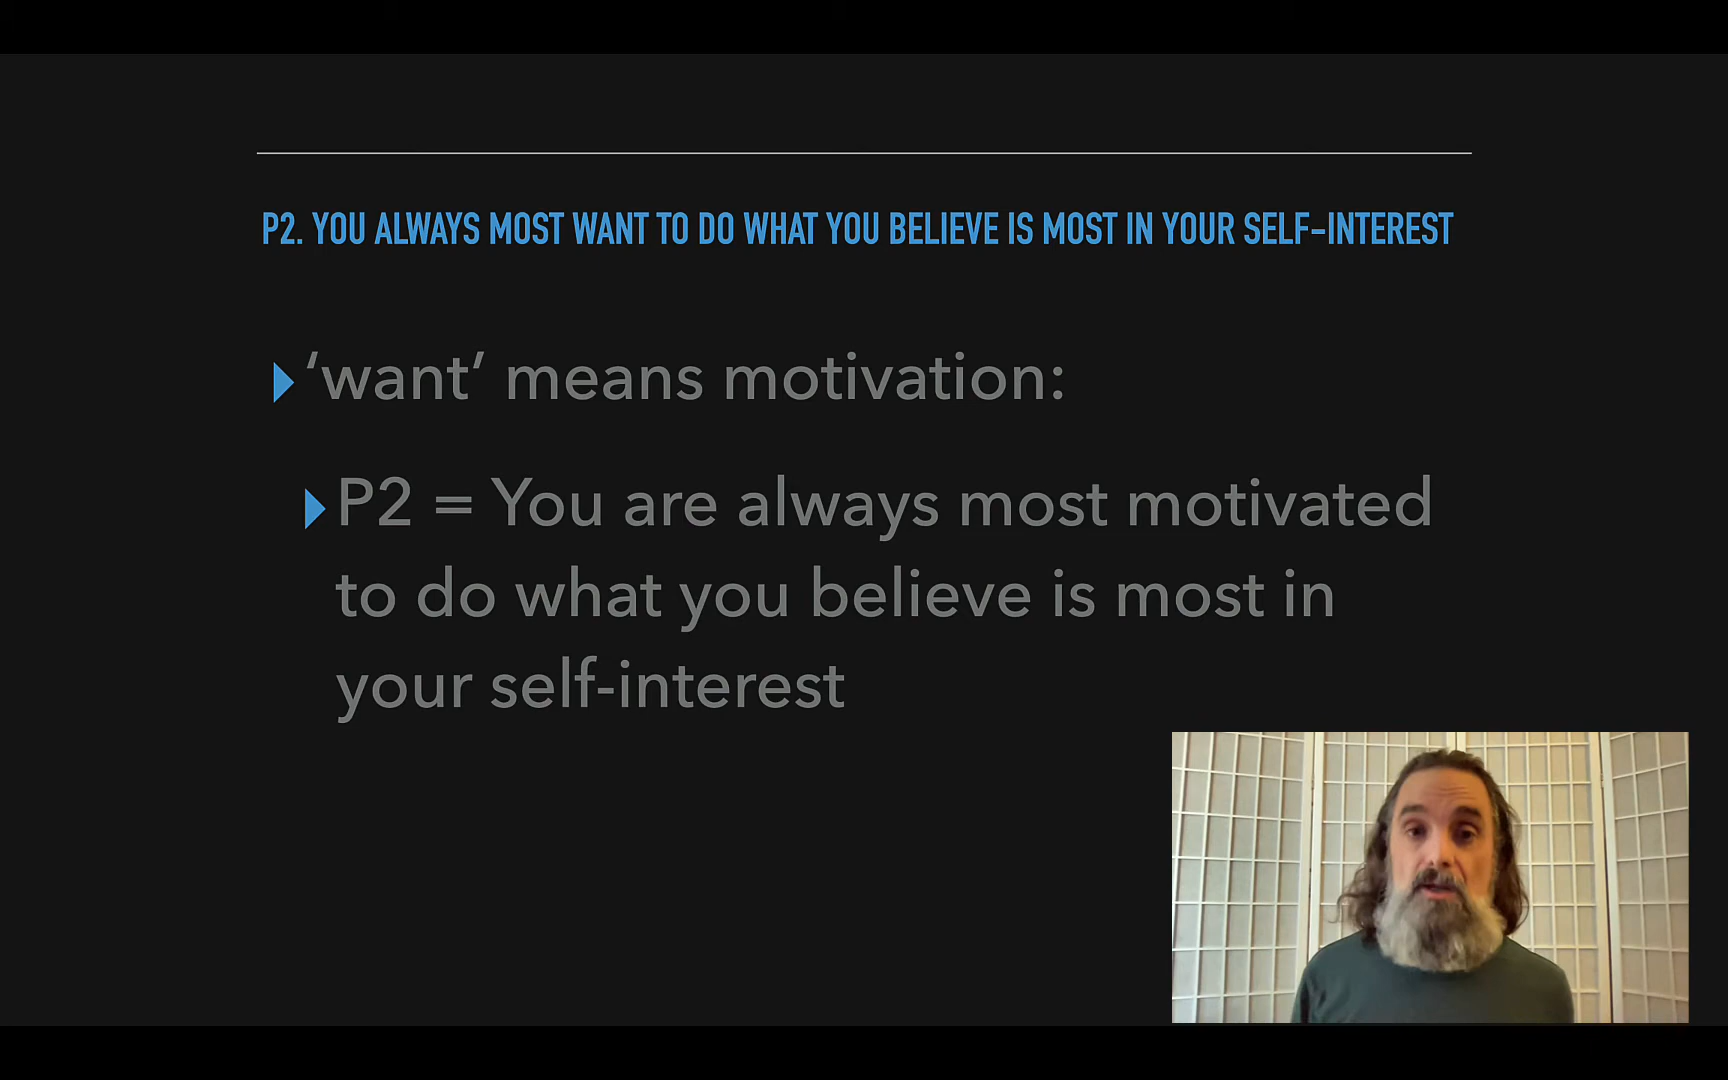 P2. YOU ALWAYS MOST WANT TO DO WHAT YOU BELIEVE IS MOST IN YOUR SELF-INTEREST
‘want’ means motivation:
P2 = You are always most motivated
to do what you believe is most in
your self-interest